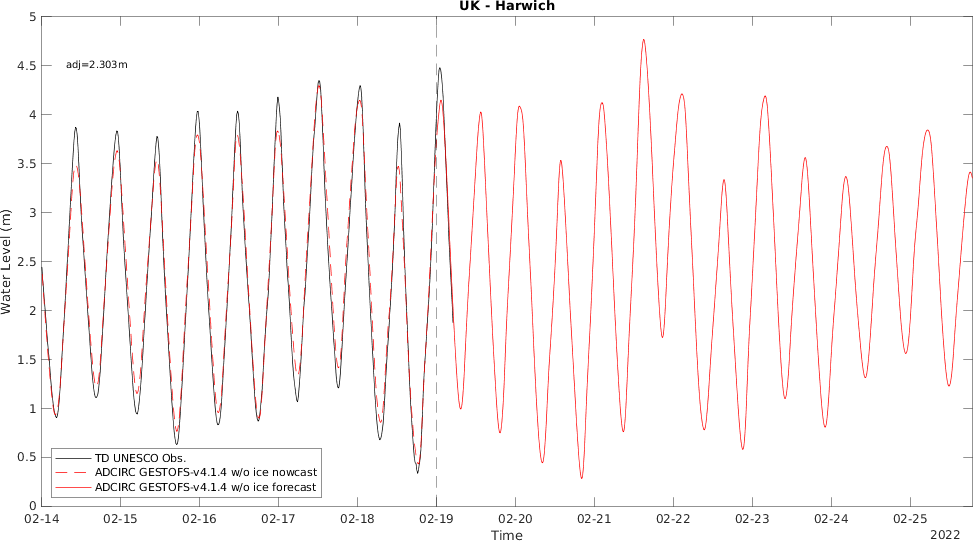 UK - Harwich
adj=2.303m
Water Level (m)
5
4.5
4
3.5
3
2.5
2
1.5
1
0.5
0
TD UNESCO Obs.
ADCIRC GESTOFS-v4.1.4 w/o ice nowcast
ADCIRC GESTOFS-v4.1.4 w/o ice forecast
02-14 02-15 02-16 02-17 02-18 02-19 02-20 02-21 02-22 02-23 02-24 02-25
Time
2022